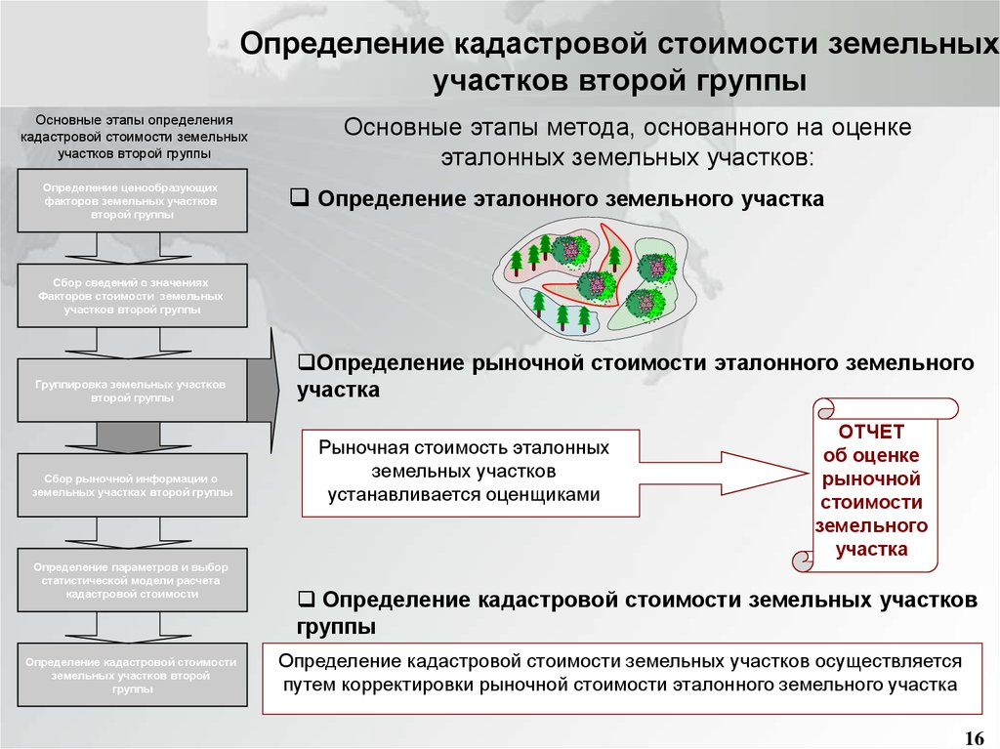 Определение кадастровой стоимости земельных
участков второй группы
Основные этапы определения
кадастровой стоимости земельных
участков второй группы
Определение ценообразующих
факторов земельных участков
второй группы
Сбор сведений о значениях
Факторов стоимости земельных
участков второй группы
Группировка земельных участков
второй группы
Сбор рыночной информации о
земельных участках второй группы
Определение параметров и выбор
статистической модели расчета
кадастровой стоимости
Определение кадастровой стоимости
земельных участков второй
группы
Основные этапы метода, основанного на оценке
эталонных земельных участков:
Определение эталонного земельного участка
Определение рыночной стоимости эталонного земельного
участка
Рыночная стоимость эталонных
земельных участков
устанавливается оценщиками
ОТЧЕТ
об оценке
рыночной
стоимости
земельного
участка
Определение кадастровой стоимости земельных участков
группы
Определение кадастровой стоимости земельных участков осуществляется
путем корректировки рыночной стоимости эталонного земельного участка
16